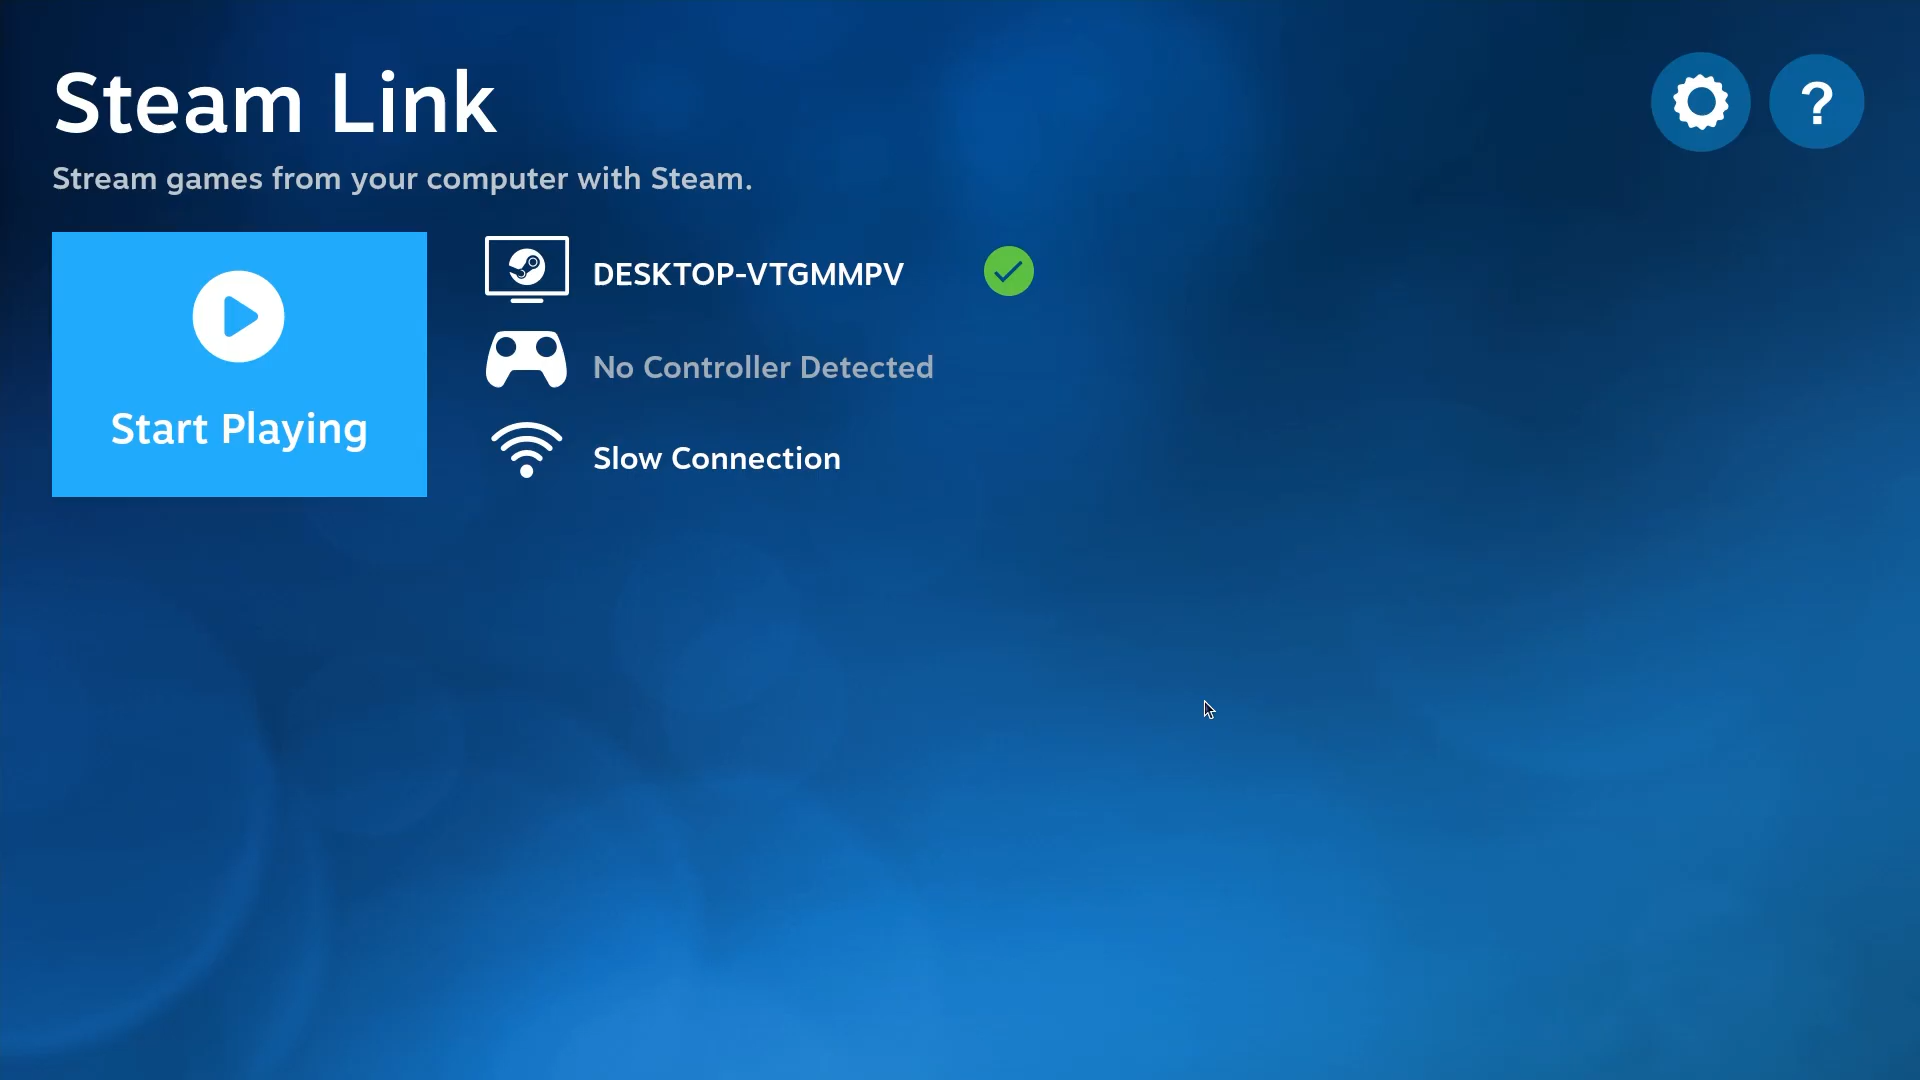 Steam Link
?
Stream games from your computer with Steam.
DESKTOP-VTGMMPV
No Controller Detected
Start Playing
Slow Connection